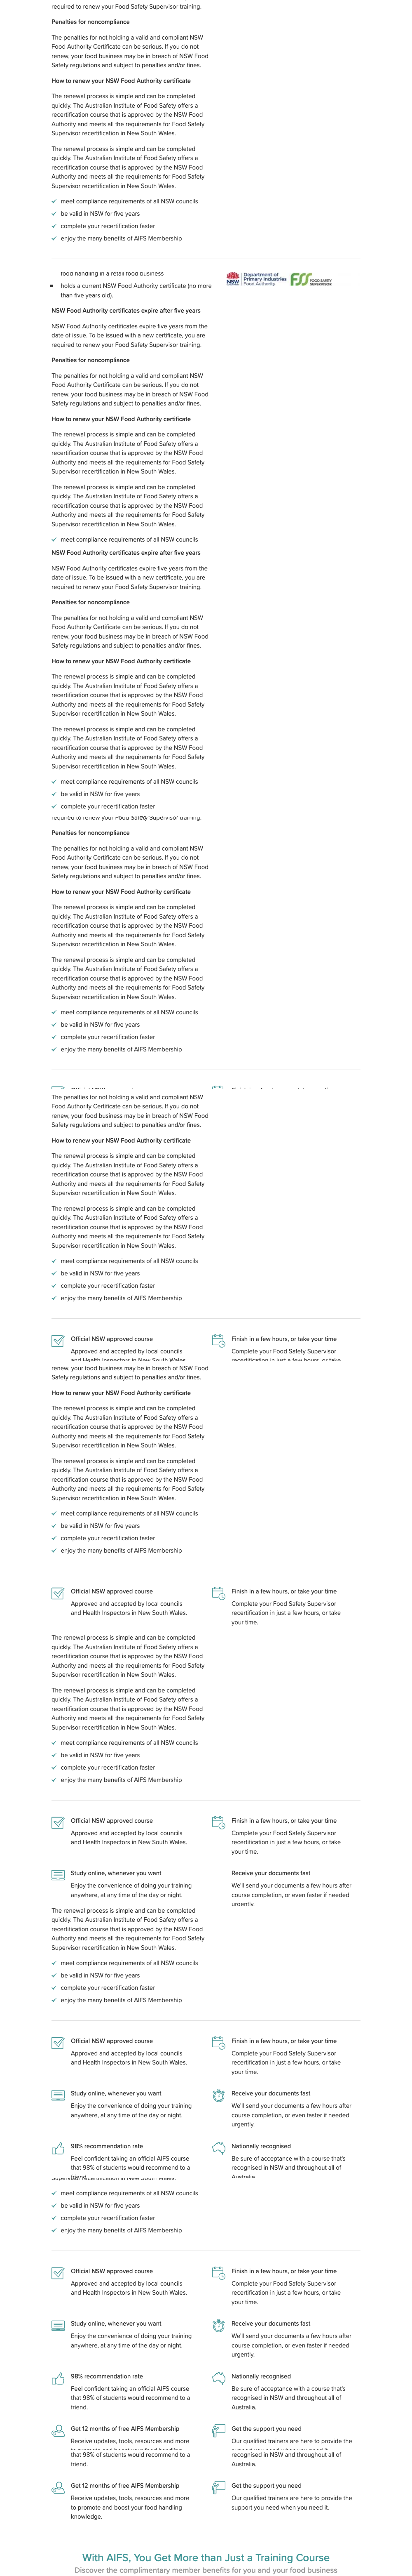 required to renew your Food Safety Supervisor training.
Penalties for noncompliance
The penalties for not holding a valid and compliant NSW
Food Authority Certificate can be serious. If you do not
renew, your food business may be in breach of NSW Food
Safety regulations and subject to penalties and/or fines.
How to renew your NSW Food Authority certificate
The renewal process is simple and can be completed
quickly. The Australian Institute of Food Safety offers a
recertification course that is approved by the NSW Food
Authority and meets all the requirements for Food Safety
Supervisor recertification in New South Wales.
The renewal process is simple and can be completed
quickly. The Australian Institute of Food Safety offers a
recertification course that is approved by the NSW Food
Authority and meets all the requirements for Food Safety
Supervisor recertification in New South Wales.
meet compliance requirements of all NSW councils
be valid in NSW for five years
complete your recertification faster
enjoy the many benefits of AIFS Membership
food handling in a retail food business
holds a current NSW Food Authority certificate (no more
than five years old).
NSW
Department of
Primary Industries
Food Authority
FSS FOOD SAFETY
SUPERVISOR
NSW Food Authority certificates expire after five years
NSW Food Authority certificates expire five years from the
date of issue. To be issued with a new certificate, you are
required to renew your Food Safety Supervisor training.
Penalties for noncompliance
The penalties for not holding a valid and compliant NSW
Food Authority Certificate can be serious. If you do not
renew, your food business may be in breach of NSW Food
Safety regulations and subject to penalties and/or fines.
How to renew your NSW Food Authority certificate
The renewal process is simple and can be completed
quickly. The Australian Institute of Food Safety offers a
recertification course that is approved by the NSW Food
Authority and meets all the requirements for Food Safety
Supervisor recertification in New South Wales.
The renewal process is simple and can be completed
quickly. The Australian Institute of Food Safety offers a
recertification course that is approved by the NSW Food
Authority and meets all the requirements for Food Safety
Supervisor recertification in New South Wales.
meet compliance requirements of all NSW councils
NSW Food Authority certificates expire after five years
NSW Food Authority certificates expire five years from the
date of issue. To be issued with a new certificate, you are
required to renew your Food Safety Supervisor training.
Penalties for noncompliance
The penalties for not holding a valid and compliant NSW
Food Authority Certificate can be serious. If you do not
renew, your food business may be in breach of NSW Food
Safety regulations and subject to penalties and/or fines.
How to renew your NSW Food Authority certificate
The renewal process is simple and can be completed
quickly. The Australian Institute of Food Safety offers a
recertification course that is approved by the NSW Food
Authority and meets all the requirements for Food Safety
Supervisor recertification in New South Wales.
The renewal process is simple and can be completed
quickly. The Australian Institute of Food Safety offers a
recertification course that is approved by the NSW Food
Authority and meets all the requirements for Food Safety
Supervisor recertification in New South Wales.
meet compliance requirements of all NSW councils
be valid in NSW for five years
complete your recertification faster
required to renew your Food Safety Supervisor training.
Penalties for noncompliance
The penalties for not holding a valid and compliant NSW
Food Authority Certificate can be serious. If you do not
renew, your food business may be in breach of NSW Food
Safety regulations and subject to penalties and/or fines.
How to renew your NSW Food Authority certificate
The renewal process is simple and can be completed
quickly. The Australian Institute of Food Safety offers a
recertification course that is approved by the NSW Food
Authority and meets all the requirements for Food Safety
Supervisor recertification in New South Wales.
The renewal process is simple and can be completed
quickly. The Australian Institute of Food Safety offers a
recertification course that is approved by the NSW Food
Authority and meets all the requirements for Food Safety
Supervisor recertification in New South Wales.
meet compliance requirements of all NSW councils
be valid in NSW for five years
complete your recertification faster
enjoy the many benefits of AIFS Membership
The penalties for not holding a valid and compliant NSW
Food Authority Certificate can be serious. If you do not
renew, your food business may be in breach of NSW Food
Safety regulations and subject to penalties and/or fines.
How to renew your NSW Food Authority certificate
The renewal process is simple and can be completed
quickly. The Australian Institute of Food Safety offers a
recertification course that is approved by the NSW Food
Authority and meets all the requirements for Food Safety
Supervisor recertification in New South Wales.
The renewal process is simple and can be completed
quickly. The Australian Institute of Food Safety offers a
recertification course that is approved by the NSW Food
Authority and meets all the requirements for Food Safety
Supervisor recertification in New South Wales.
meet compliance requirements of all NSW councils
be valid in NSW for five years
complete your recertification faster
enjoy the many benefits of AIFS Membership
Official NSW approved course
Approved and accepted by local councils
and Health Inspectors in New South Wales.
Finish in a few hours, or take your time
Complete your Food Safety Supervisor
recertification in just a few hours, or take
renew, your food business may be in breach of NSW Food
Safety regulations and subject to penalties and/or fines.
How to renew your NSW Food Authority certificate
The renewal process is simple and can be completed
quickly. The Australian Institute of Food Safety offers a
recertification course that is approved by the NSW Food
Authority and meets all the requirements for Food Safety
Supervisor recertification in New South Wales.
The renewal process is simple and can be completed
quickly. The Australian Institute of Food Safety offers a
recertification course that is approved by the NSW Food
Authority and meets all the requirements for Food Safety
Supervisor recertification in New South Wales.
meet compliance requirements of all NSW councils
be valid in NSW for five years
complete your recertification faster
enjoy the many benefits of AIFS Membership
Official NSW approved course
Approved and accepted by local councils
and Health Inspectors in New South Wales.
Finish in a few hours, or take your time
Complete your Food Safety Supervisor
recertification in just a few hours, or take
your time.
The renewal process is simple and can be completed
quickly. The Australian Institute of Food Safety offers a
recertification course that is approved by the NSW Food
Authority and meets all the requirements for Food Safety
Supervisor recertification in New South Wales.
The renewal process is simple and can be completed
quickly. The Australian Institute of Food Safety offers a
recertification course that is approved by the NSW Food
Authority and meets all the requirements for Food Safety
Supervisor recertification in New South Wales.
meet compliance requirements of all NSW councils
be valid in NSW for five years
complete your recertification faster
enjoy the many benefits of AIFS Membership
Official NSW approved course
Approved and accepted by local councils
and Health Inspectors in New South Wales.
Finish in a few hours, or take your time
Complete your Food Safety Supervisor
recertification in just a few hours, or take
your time.
Study online, whenever you want
Enjoy the convenience of doing your training
anywhere, at any time of the day or night.
Receive your documents fast
We'll send your documents a few hours after
course completion, or even faster if needed
urgently.
The renewal process is simple and can be completed
quickly. The Australian Institute of Food Safety offers a
recertification course that is approved by the NSW Food
Authority and meets all the requirements for Food Safety
Supervisor recertification in New South Wales.
meet compliance requirements of all NSW councils
be valid in NSW for five years
complete your recertification faster
enjoy the many benefits of AIFS Membership
Official NSW approved course
Approved and accepted by local councils
and Health Inspectors in New South Wales.
Finish in a few hours, or take your time
Complete your Food Safety Supervisor
recertification in just a few hours, or take
your time.
Study online, whenever you want
Enjoy the convenience of doing your training
anywhere, at any time of the day or night.
Receive your documents fast
We'll send your documents a few hours after
course completion, or even faster if needed
urgently.
98% recommendation rate
Feel confident taking an official AIFS course
that 98% of students would recommend to a
friend.
Nationally recognised
Be sure of acceptance with a course that's
recognised in NSW and throughout all of
Australia.
Supervisor recertification in New South Wales.
meet compliance requirements of all NSW councils
be valid in NSW for five years
complete your recertification faster
enjoy the many benefits of AIFS Membership
Official NSW approved course
Approved and accepted by local councils
and Health Inspectors in New South Wales.
Finish in a few hours, or take your time
Complete your Food Safety Supervisor
recertification in just a few hours, or take
your time.
Study online, whenever you want
Enjoy the convenience of doing your training
anywhere, at any time of the day or night.
Receive your documents fast
We'll send your documents a few hours after
course completion, or even faster if needed
urgently.
98% recommendation rate
Feel confident taking an official AIFS course
that 98% of students would recommend to a
friend.
Nationally recognised
Be sure of acceptance with a course that's
recognised in NSW and throughout all of
Australia.
Get 12 months of free AIFS Membership
Receive updates, tools, resources and more
Get the support you need
Our qualified trainers are here to provide the
that 98% of students would recommend to a
friend.
recognised in NSW and throughout all of
Australia.
Get 12 months of free AIFS Membership
Receive updates, tools, resources and more
to promote and boost your food handling
knowledge.
Get the support you need
Our qualified trainers are here to provide the
support you need when you need it.
With AIFS, You Get More than Just a Training Course
Discover the complimentary member benefits for you and your food business